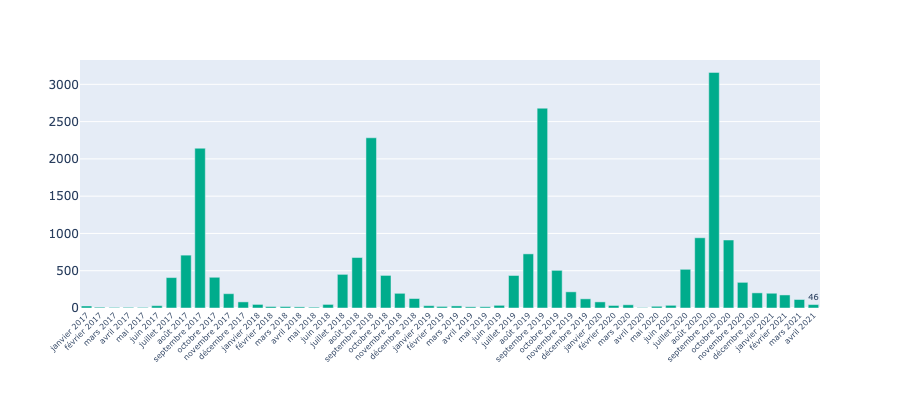 3000
2500
2000
1500
1000
500
0
46
janvier 2017
février 2017
mars 2017
avril 2017
mai 2017
juin 2017
juillet 2017
août 2017
septembre 2017
octobre 2017
novembre 2017
décembre 2017
janvier 2018
février 2018
mars 2018
avril 2018
mai 2018
juin 2018
juillet 2018
août 2018
septembre 2018
octobre 2018
novembre 2018
décembre 2018
janvier 2019
février 2019
mars 2019
avril 2019
mai 2019
juin 2019
juillet 2019
août 2019
septembre 2019
octobre 2019
novembre 2019
décembre 2019
janvier 2020
février 2020
mars 2020
avril 2020
mai 2020
juin 2020
juillet 2020
août 2020
septembre 2020
octobre 2020
novembre 2020
décembre 2020
janvier 2021
février 2021
mars 2021
avril 2021